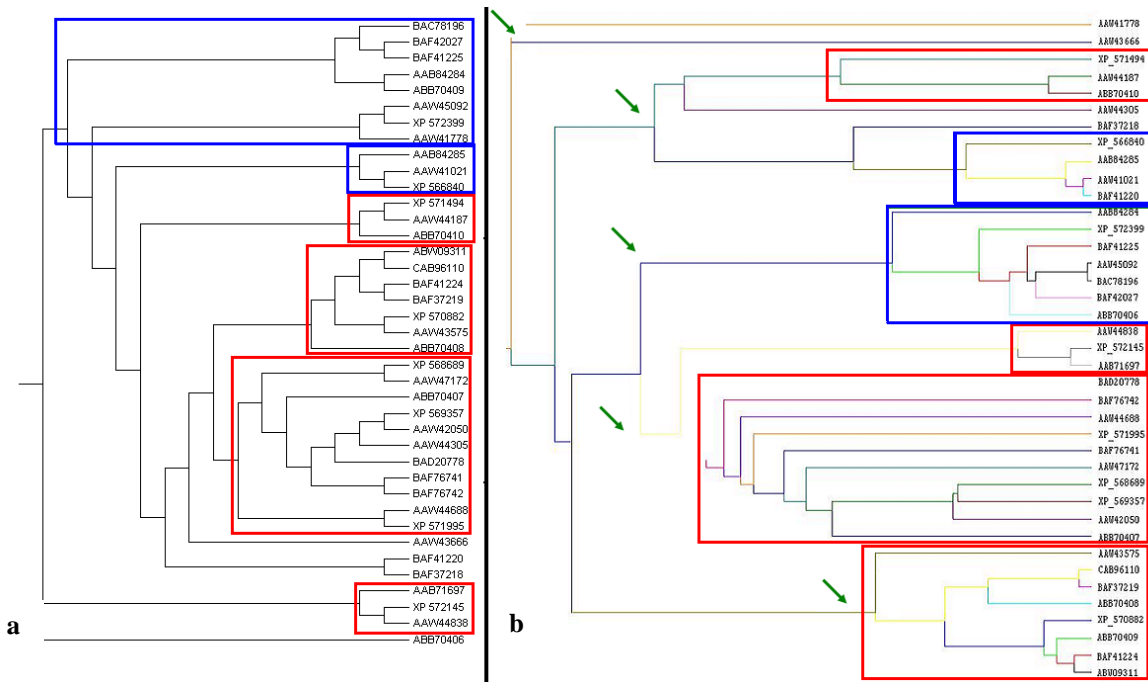 BAC78196
BAF42027
BAF41225
AAB84284
ABB70409
AAW45092
XP 572399
AAW41778
AAB84285
AAW41021
XP 566840
XP 571494
AAW44187
ABB70410
ABW09311
CAB96110
BAF41224
BAF37219
XP 570882
AAW43575
ABB70408
XP 568689
AAW47172
ABB70407
XP 569357
AAW42050
AAW44305
BAD20778
BAF76741
BAF76742
AAW44688
XP 571995
AAW43666
BAF41220
BAF37218
AAB71697
XP 572145
AAW44838
ABB70406
a
AAW41778
AAW43666
XP_571494
AAW44187
ABB70410
AAW44305
BAF37218
XP_566840
AAB84285
AAW41021
BAF41220
AAB84284
XP_572399
BAF41225
AAW45092
BAC78196
BAF42027
ABB70406
AAW44838
XP_572145
AAB71697
BAD20778
BAF76742
AAW44688
XP_571995
BAF76741
AAW47172
XP_568689
XP_569357
AAW42050
ABB70407
AAW43575
CAB96110
BAF37219
ABB70408
XP_570882
ABB70409
BAF41224
ABW09311
b